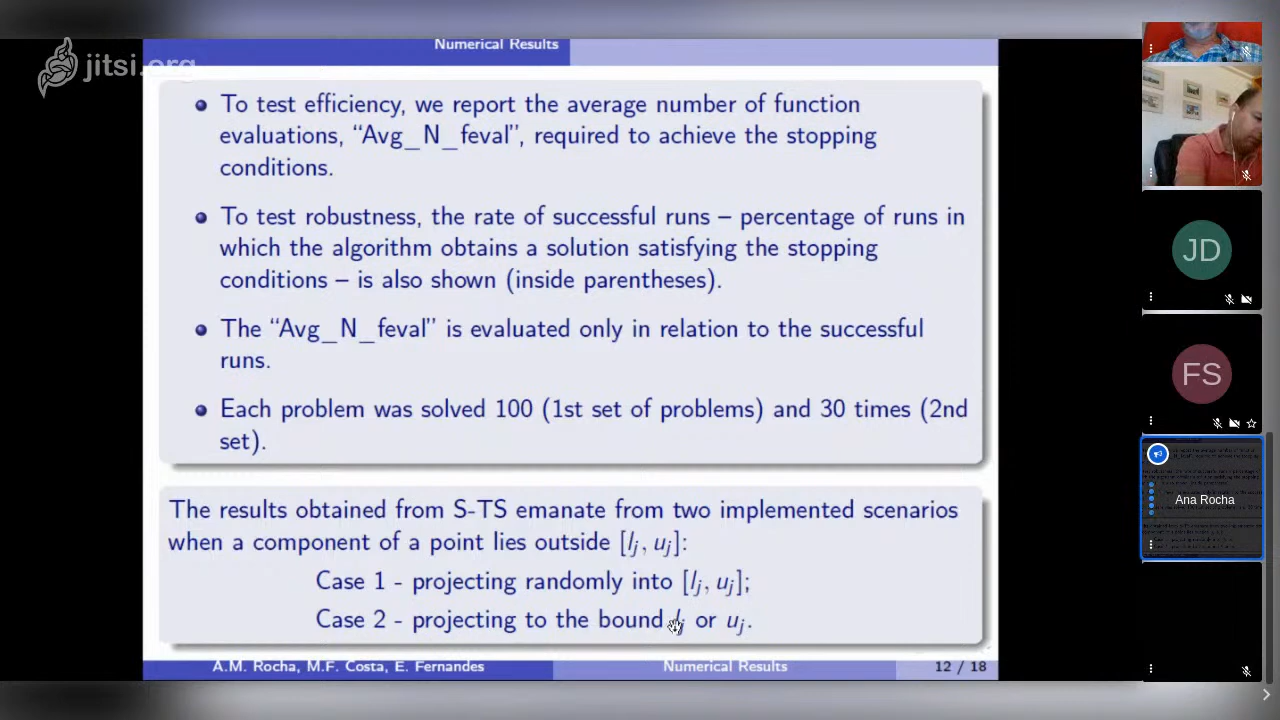 Numerical Results
jitsi.org
To test efficiency, we report the average number of function
evaluations, “Avg_N_feval”, required to achieve the stopping
conditions.
To test robustness, the rate of successful runs – percentage of runs in
which the algorithm obtains a solution satisfying the stopping
conditions – is also shown (inside parentheses).
The “Avg_N_feval” is evaluated only in relation to the successful
runs.
Each problem was solved 100 (1st set of problems) and 30 times (2nd
set).
The results obtained from S-TS emanate from two implemented scenarios
when a component of a point lies outside [lj, uj]:
Case 1 - projecting randomly into [lj, uj];
Case 2 - projecting to the bound lj or uj.
A.M. Rocha, M.F. Costa, E. Fernandes
Numerical Results
12 / 18
JD
FS
Ana Rocha